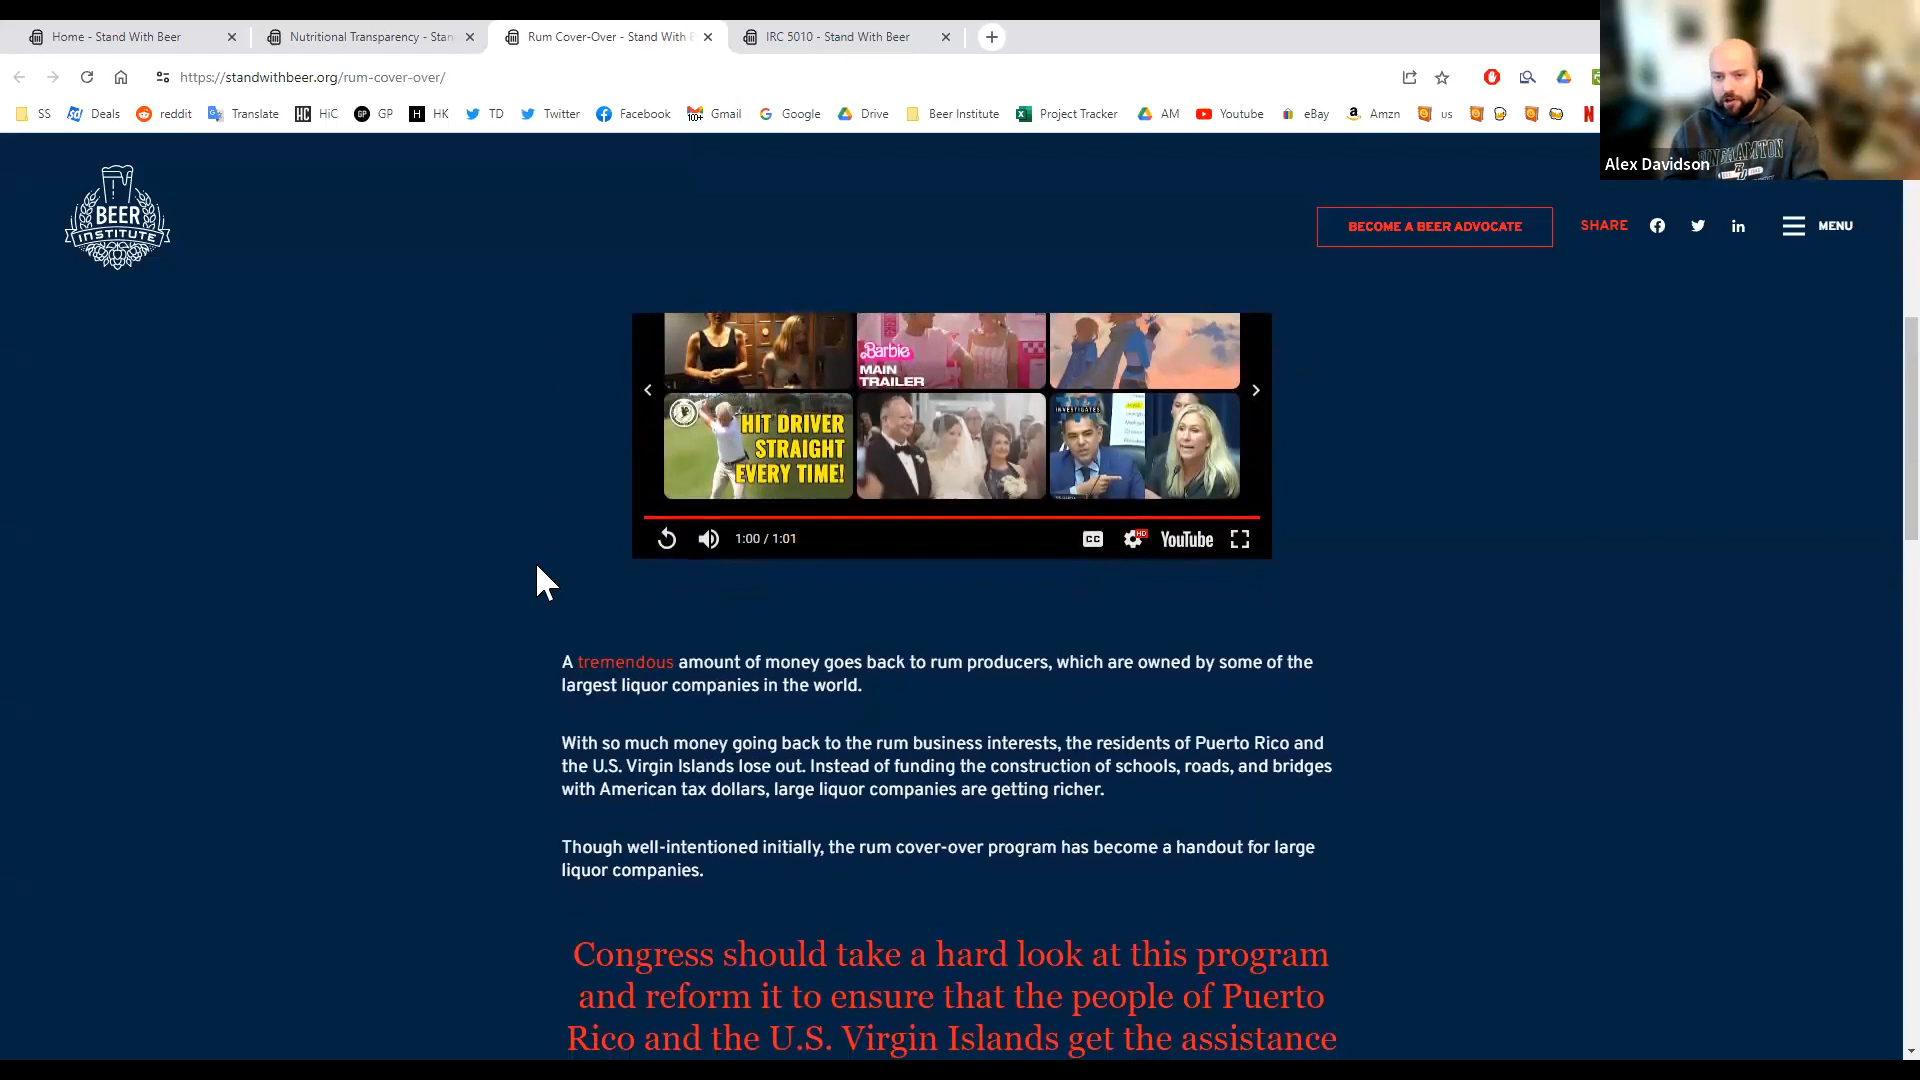 Home - Stand With Beer
Nutritional Transparency - Stan
Rum Cover-Over - Stand With B
IRC 5010 - Stand With Beer
https://standwithbeer.org/rum-cover-over/
SS
Deals
reddit
Translate
HiC
GP
HK
TD
Twitter
Facebook
100+
Gmail
Google
Drive
Beer Institute
Project Tracker
AM
Youtube
eBay
Amzn
us
Alex Davidson
BINGHAMTON
BEER
INSTITUTE
BECOME A BEER ADVOCATE
SHARE
MENU
Barbie
MAIN
TRAILER
HIT DRIVER
STRAIGHT
EVERY TIME!
INVESTIGATES
1:00 / 1:01
CC
HD
YouTube
A tremendous amount of money goes back to rum producers, which are owned by some of the
largest liquor companies in the world.
With so much money going back to the rum business interests, the residents of Puerto Rico and
the U.S. Virgin Islands lose out. Instead of funding the construction of schools, roads, and bridges
with American tax dollars, large liquor companies are getting richer.
Though well-intentioned initially, the rum cover-over program has become a handout for large
liquor companies.
Congress should take a hard look at this program
and reform it to ensure that the people of Puerto
Rico and the U.S. Virgin Islands get the assistance